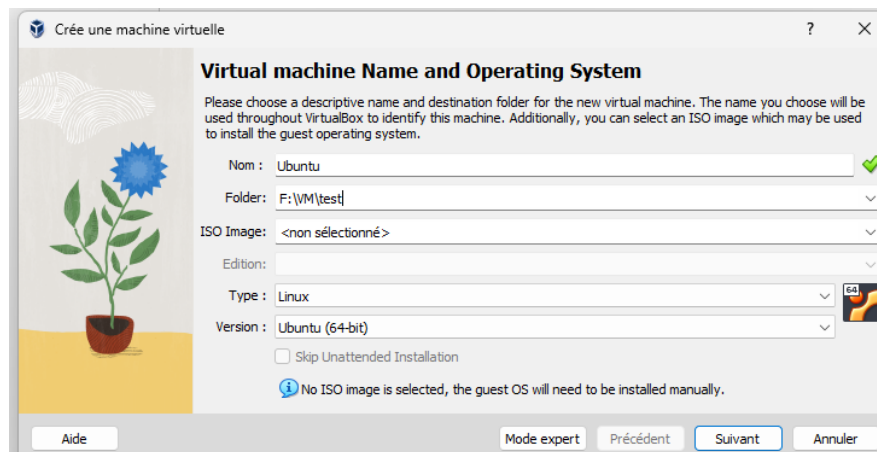 Crée une machine virtuelle
?
Virtual machine Name and Operating System
Please choose a descriptive name and destination folder for the new virtual machine. The name you choose will be
used throughout VirtualBox to identify this machine. Additionally, you can select an ISO image which may be used
to install the guest operating system.
Nom : Ubuntu
Folder: F:\VM\test
ISO Image: <non sélectionné>
Edition:
Type : Linux
64
Version : Ubuntu (64-bit)
Skip Unattended Installation
No ISO image is selected, the guest OS will need to be installed manually.
Aide Mode expert Précédent Suivant Annuler